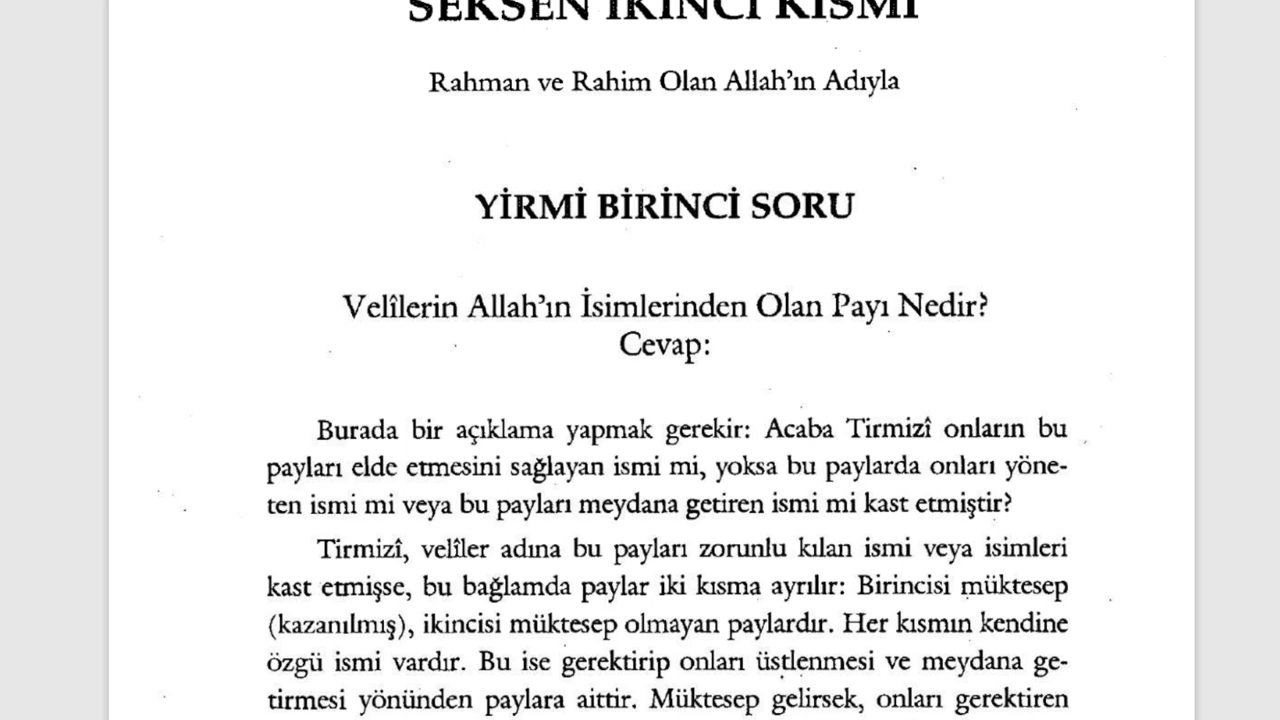 SEKSEN İKİNCİ KISMI
Rahman ve Rahim Olan Allah'ın Adıyla
YİRMİ BİRİNCİ SORU
Velîlerin Allah'ın İsimlerinden Olan Payı Nedir?
Cevap:
Burada bir açıklama yapmak gerekir: Acaba Tirmizî onların bu
payları elde etmesini sağlayan ismi mi, yoksa bu paylarda onları yöne-
ten ismi mi veya bu payları meydana getiren ismi mi kast etmiştir?
Tirmizî, velîler adına bu payları zorunlu kılan ismi veya isimleri
kast etmişse, bu bağlamda paylar iki kısma ayrılır: Birincisi müktesep
(kazanılmış), ikincisi müktesep olmayan paylardır. Her kısmın kendine
özgü ismi vardır. Bu ise gerektirip onları üstlenmesi ve meydana ge-
tirmesi yönünden paylara aittir. Müktesep gelirsek, onları gerektiren